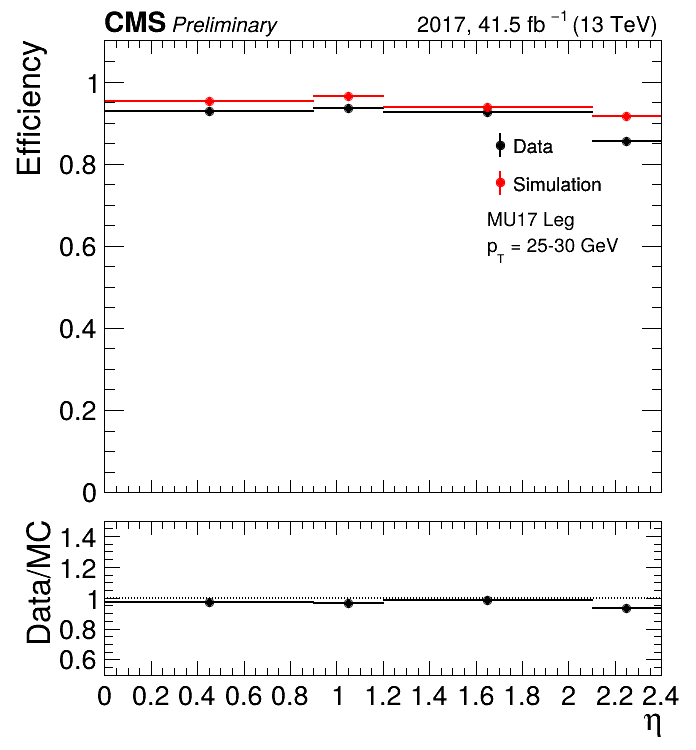 CMS Preliminary 2017, 41.5 fb⁻¹ (13 TeV)
Efficiency
1
0.8
0.6
0.4
0.2
0
Data
Simulation
MU17 Leg
p_T = 25-30 GeV
Data/MC
1.4
1.2
1
0.8
0.6
0 0.2 0.4 0.6 0.8 1 1.2 1.4 1.6 1.8 2 2.2 2.4
η